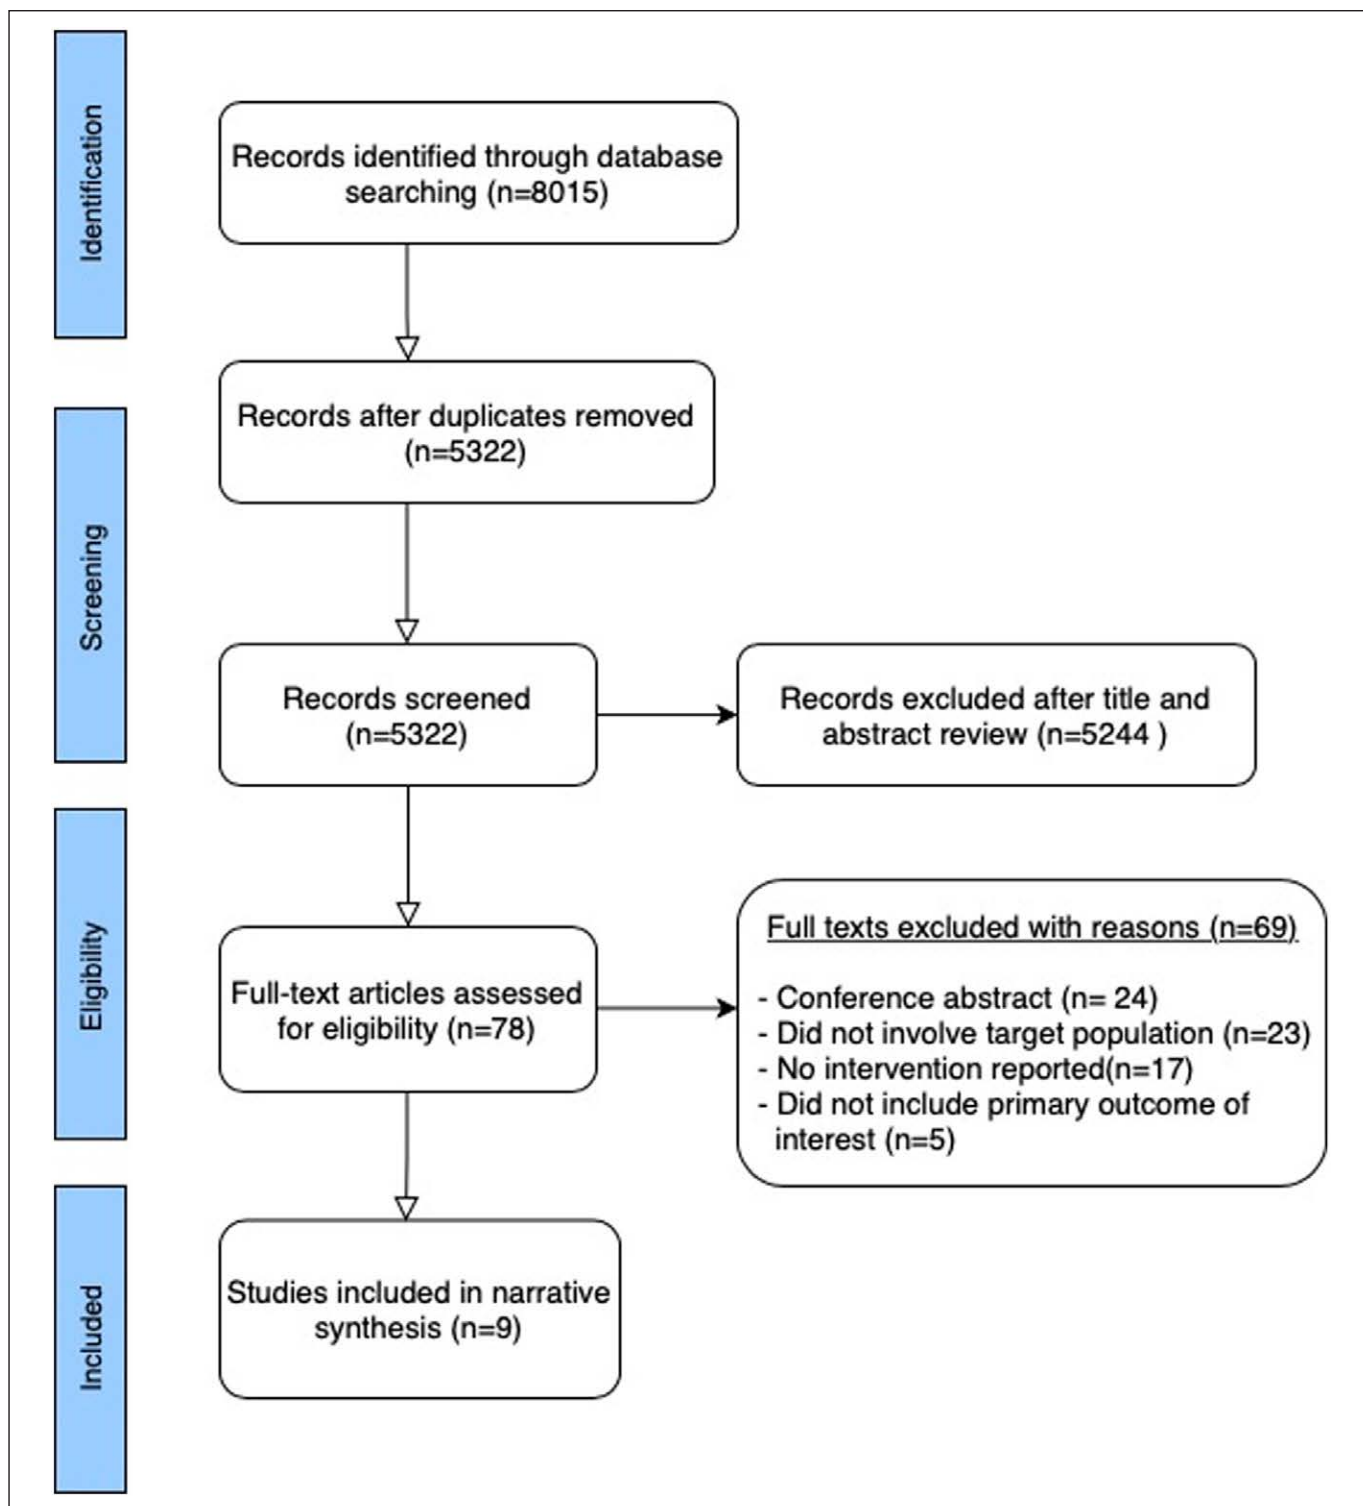 Identification
Records identified through database
searching (n=8015)
Records after duplicates removed
(n=5322)
Screening
Records screened
(n=5322)
Records excluded after title and
abstract review (n=5244 )
Eligibility
Full-text articles assessed
for eligibility (n=78)
Full texts excluded with reasons (n=69)
- Conference abstract (n= 24)
- Did not involve target population (n=23)
- No intervention reported(n=17)
- Did not include primary outcome of
interest (n=5)
Included
Studies included in narrative
synthesis (n=9)